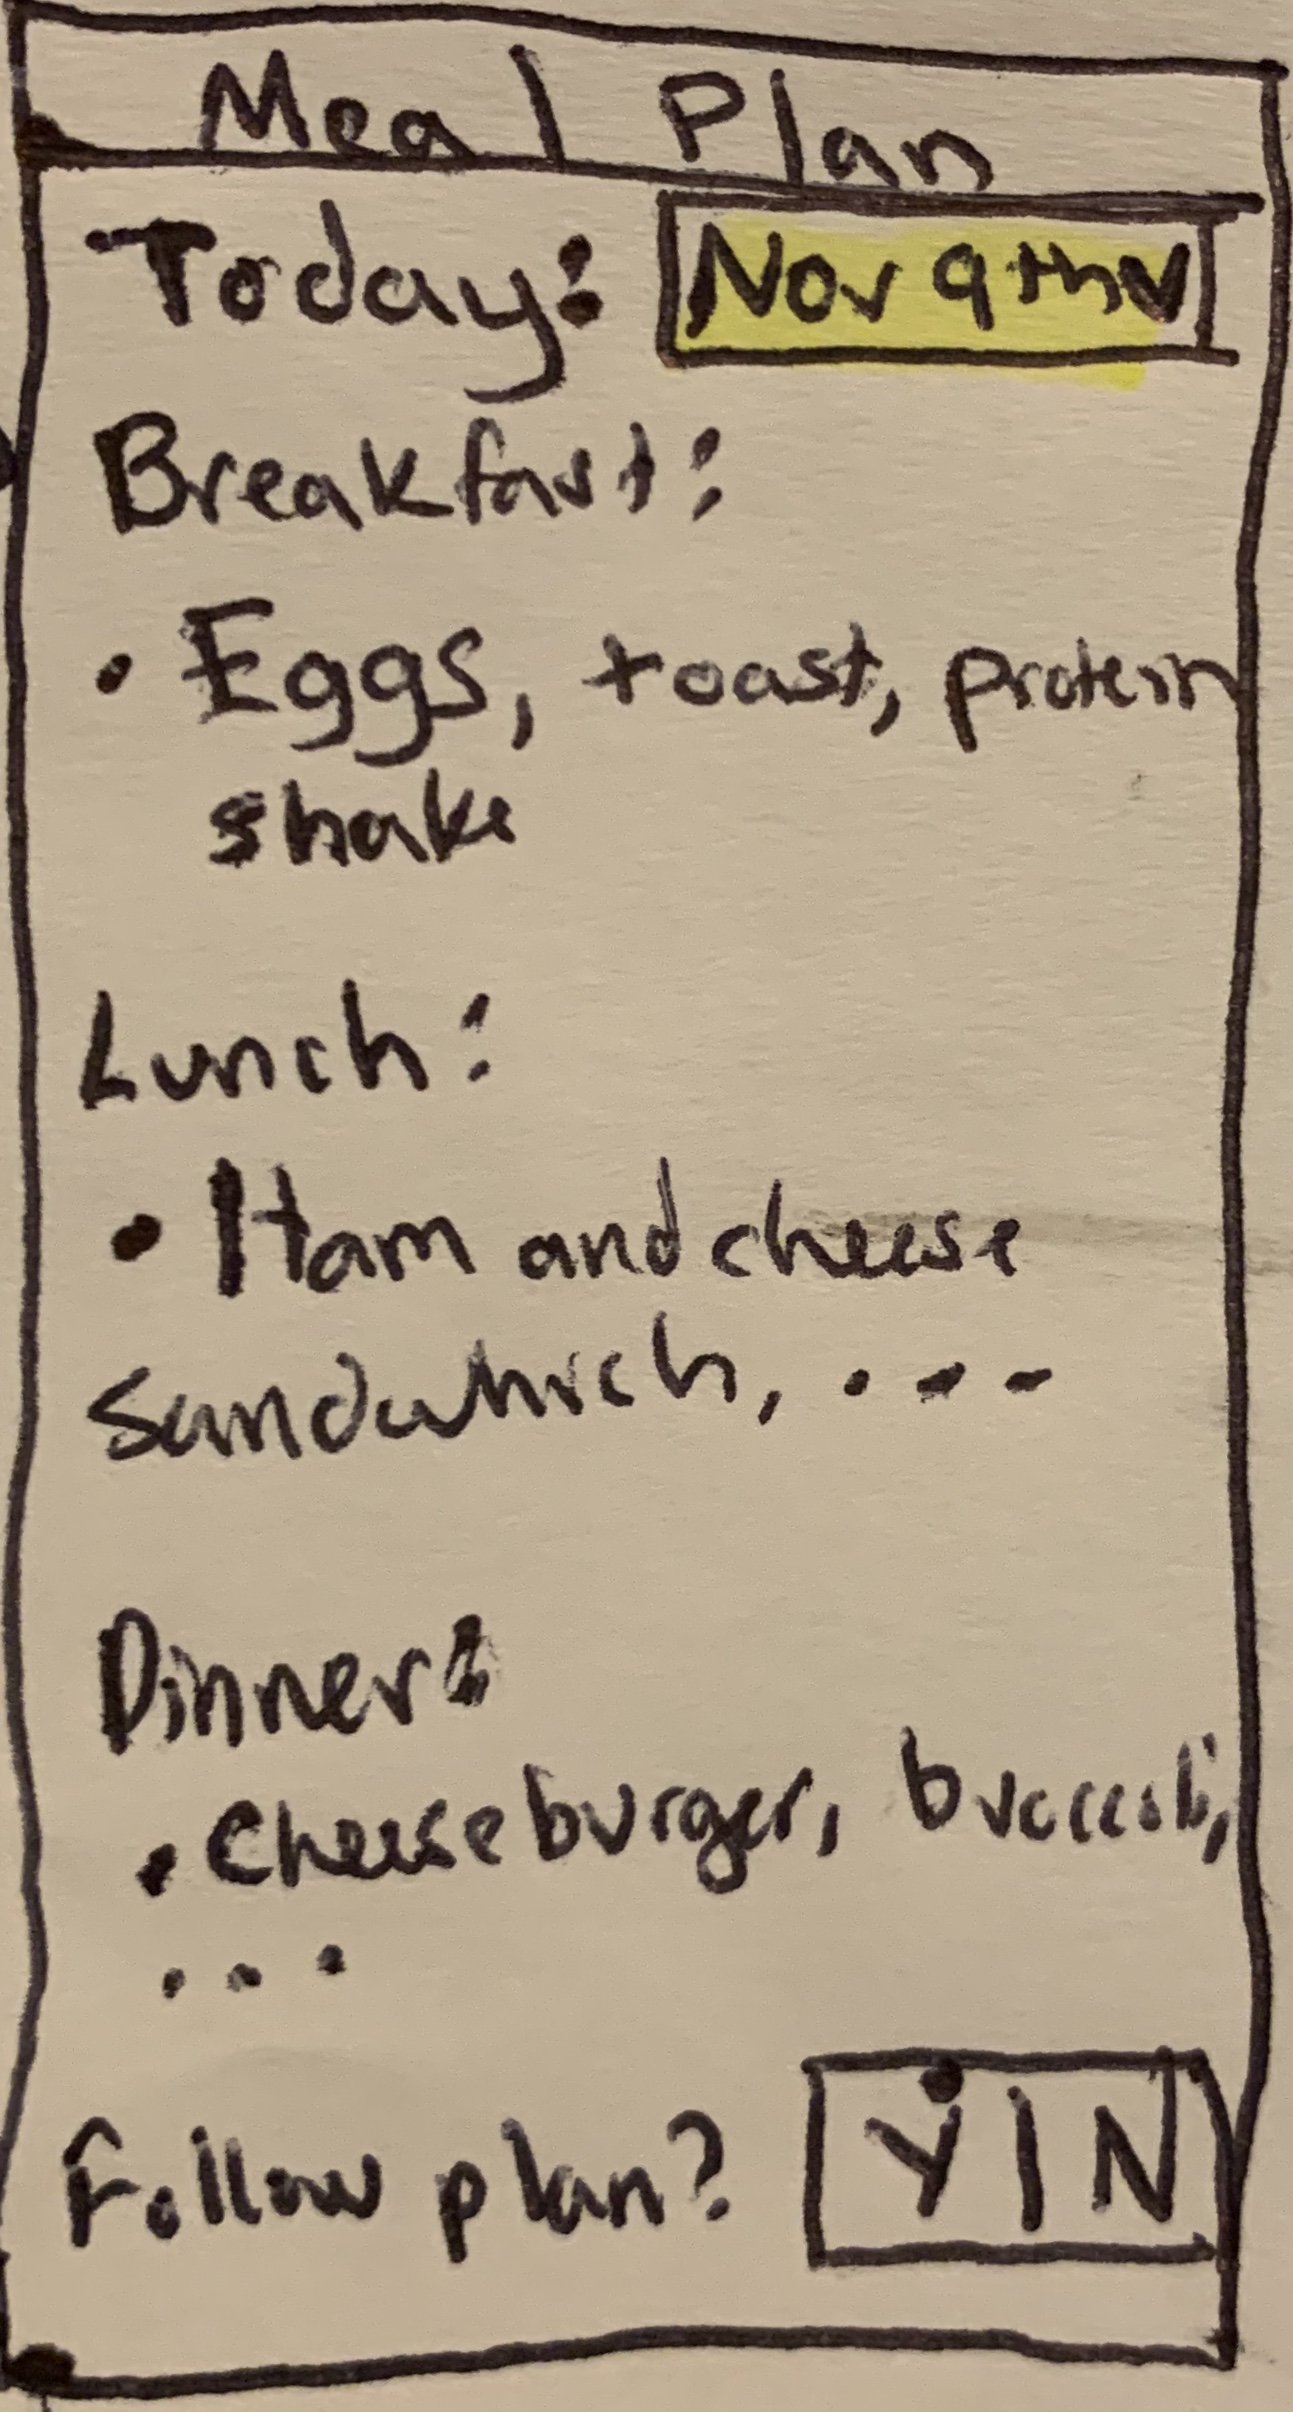 Meal Plan
Today: Nov 9th v
Breakfast:
• Eggs, toast, protein
shake
Lunch:
• Ham and cheese
Sandwhich, ...
Dinner:
• Cheeseburger, broccoli,
...
Follow plan? Y | N